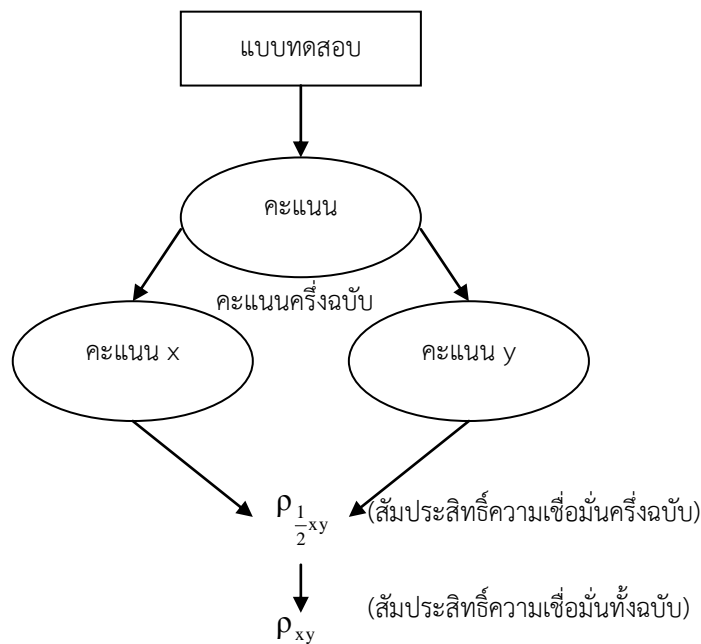 แบบทดสอบ
คะแนน
คะแนนครึ่งฉบับ
คะแนน x
คะแนน y
ρ 1/2 xy (สัมประสิทธิ์ความเชื่อมั่นครึ่งฉบับ)
ρ xy (สัมประสิทธิ์ความเชื่อมั่นทั้งฉบับ)